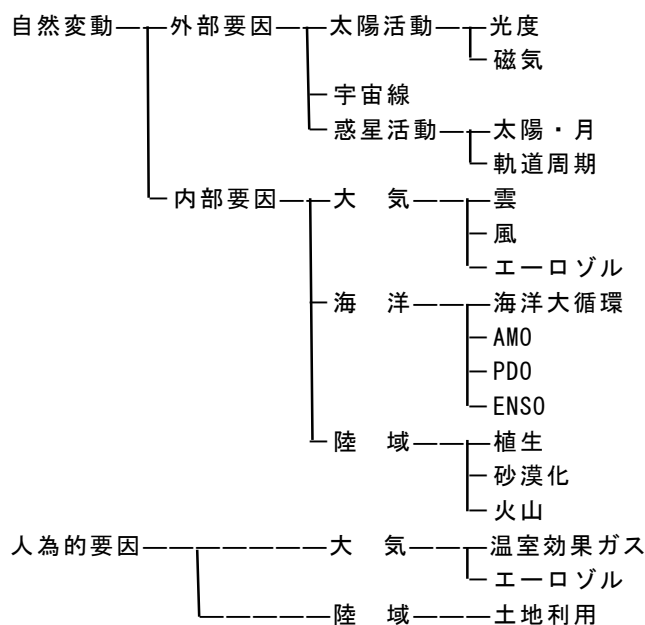 自然変動 外部要因 太陽活動 光度
磁気
宇宙線
惑星活動 太陽・月
軌道周期
内部要因 大 気 雲
風
エーロゾル
海 洋 海洋大循環
AMO
PDO
ENSO
陸 域 植生
砂漠化
火山
人為的要因 大 気 温室効果ガス
エーロゾル
陸 域 土地利用